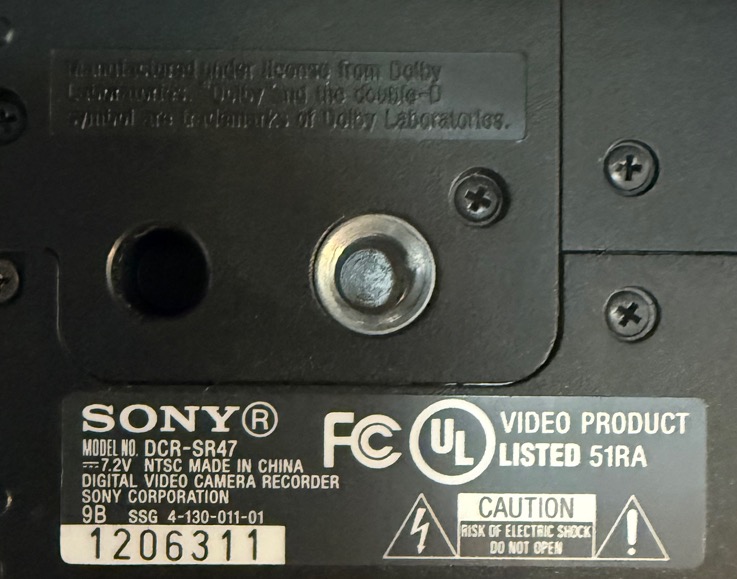 Manufactured under license from Dolby
Laboratories. "Dolby" and the double-D
symbol are trademarks of Dolby Laboratories.
SONY®
MODEL NO. DCR-SR47
⎓7.2V NTSC MADE IN CHINA
DIGITAL VIDEO CAMERA RECORDER
SONY CORPORATION
9B SSG 4-130-011-01
1206311
FC
UL
VIDEO PRODUCT
LISTED 51RA
CAUTION
RISK OF ELECTRIC SHOCK
DO NOT OPEN
!